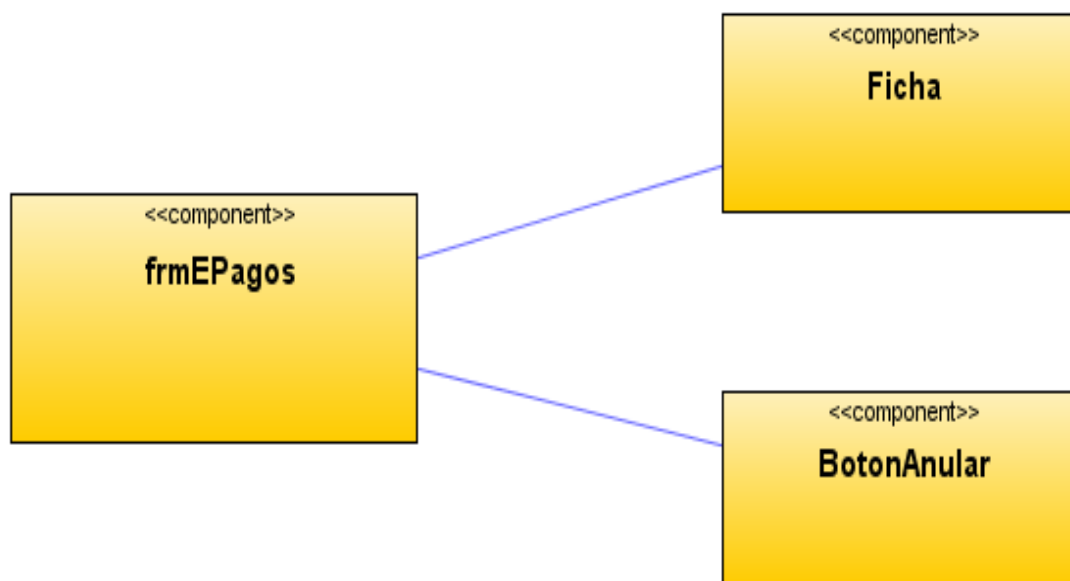 <<component>>
Ficha
<<component>>
frmEPagos
<<component>>
BotonAnular